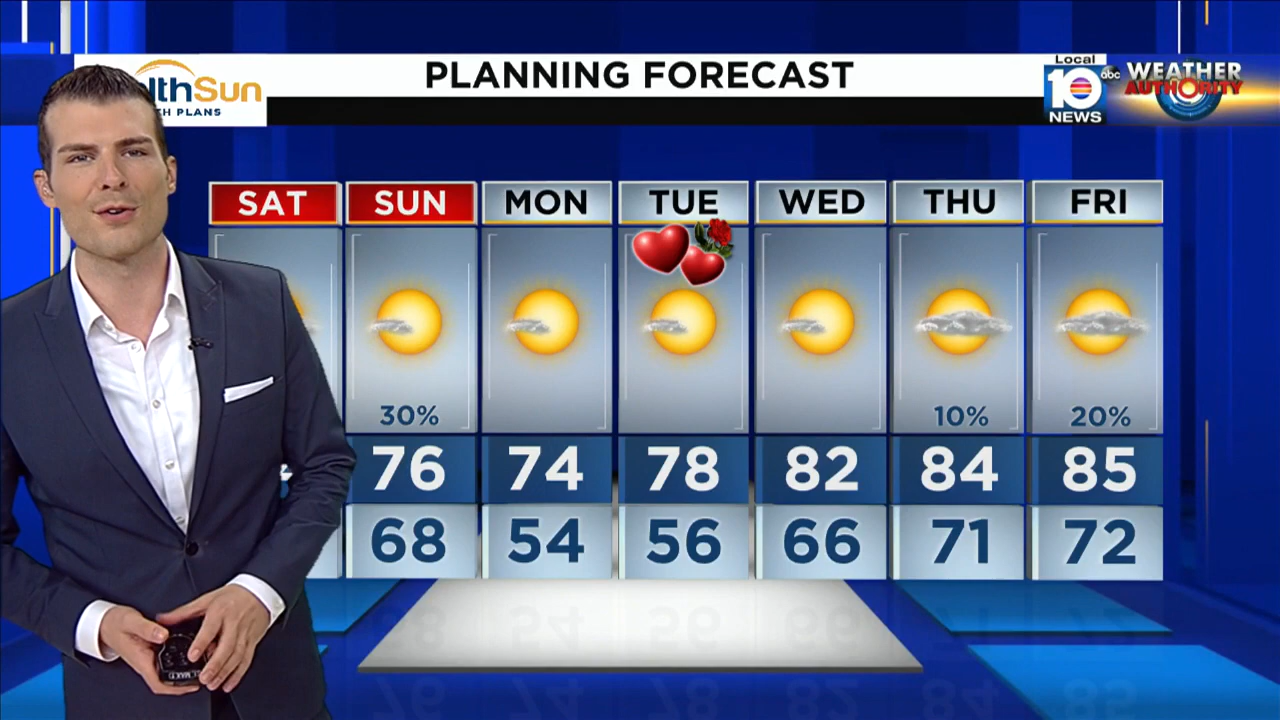 lthSun
TH PLANS
PLANNING FORECAST
Local
10
NEWS
abc
WEATHER
AUTHORITY
SAT SUN MON TUE WED THU FRI
30% 10% 20%
76 74 78 82 84 85
68 54 56 66 71 72